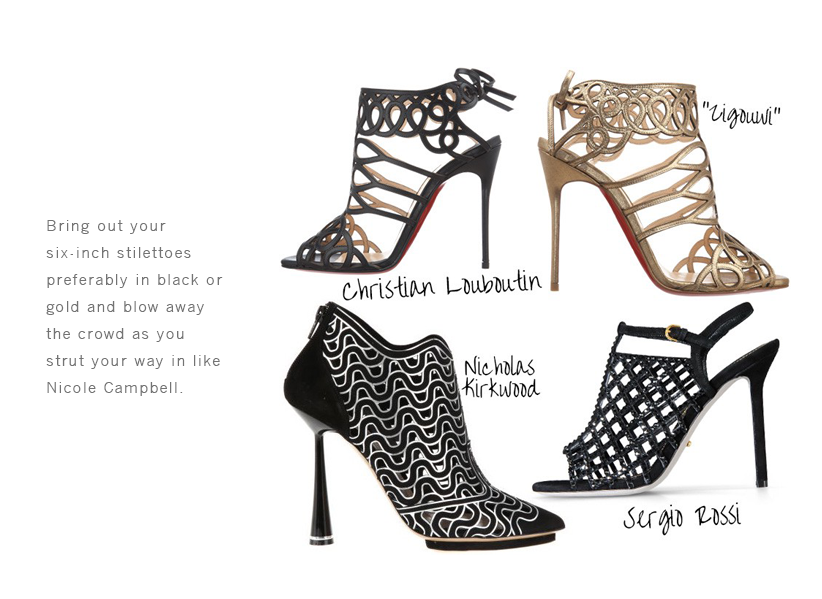 Bring out your
six-inch stilettoes
preferably in black or
gold and blow away
the crowd as you
strut your way in like
Nicole Campbell.
"Zigouwi"
Christian Louboutin
Nicholas
Kirkwood
Sergio Rossi